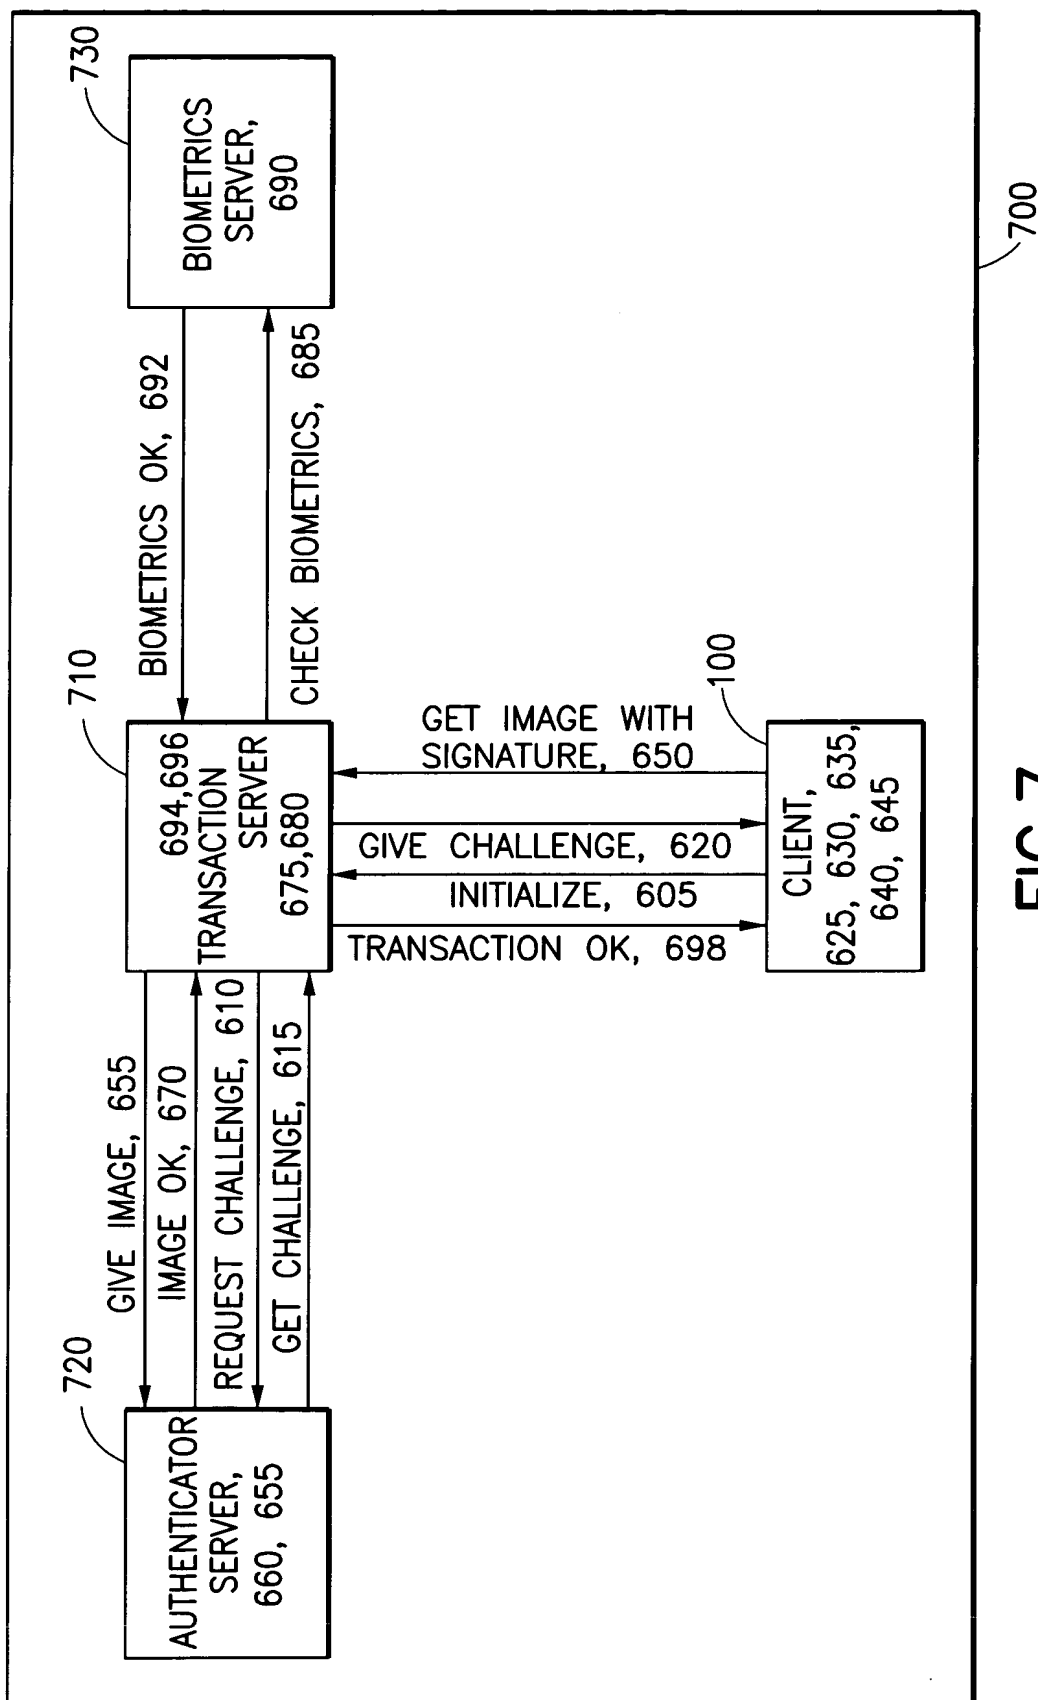 720
AUTHENTICATOR
SERVER,
660, 655
GIVE IMAGE, 655
IMAGE OK, 670
REQUEST CHALLENGE, 610
GET CHALLENGE, 615
710
694,696
TRANSACTION
SERVER
675,680
BIOMETRICS OK, 692
CHECK BIOMETRICS, 685
730
BIOMETRICS
SERVER,
690
GET IMAGE WITH
SIGNATURE, 650
GIVE CHALLENGE, 620
INITIALIZE, 605
TRANSACTION OK, 698
100
CLIENT,
625, 630, 635,
640, 645
700
FIG.7